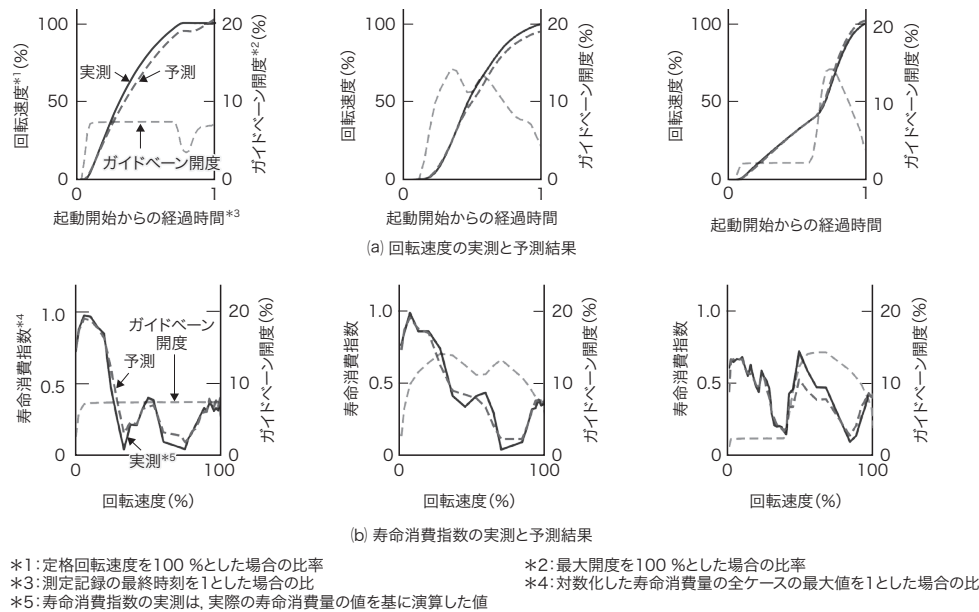 100
50
0
回転速度*1(%)
実測
予測
ガイドベーン開度
20
10
0
ガイドベーン開度*2(%)
0
1
起動開始からの経過時間*3
100
50
0
回転速度(%)
20
10
0
ガイドベーン開度(%)
0
1
起動開始からの経過時間
100
50
0
回転速度(%)
20
10
0
ガイドベーン開度(%)
0
1
起動開始からの経過時間
(a) 回転速度の実測と予測結果
1.0
0.5
0
寿命消費指数*4
ガイドベーン
開度
予測
実測*5
20
10
0
ガイドベーン開度(%)
0
100
回転速度(%)
1.0
0.5
0
寿命消費指数
20
10
0
ガイドベーン開度(%)
0
100
回転速度(%)
1.0
0.5
0
寿命消費指数
20
10
0
ガイドベーン開度(%)
0
100
回転速度(%)
(b) 寿命消費指数の実測と予測結果
*1:定格回転速度を100 %とした場合の比率
*2:最大開度を100 %とした場合の比率
*3:測定記録の最終時刻を1とした場合の比
*4:対数化した寿命消費量の全ケースの最大値を1とした場合の比
*5:寿命消費指数の実測は, 実際の寿命消費量の値を基に演算した値